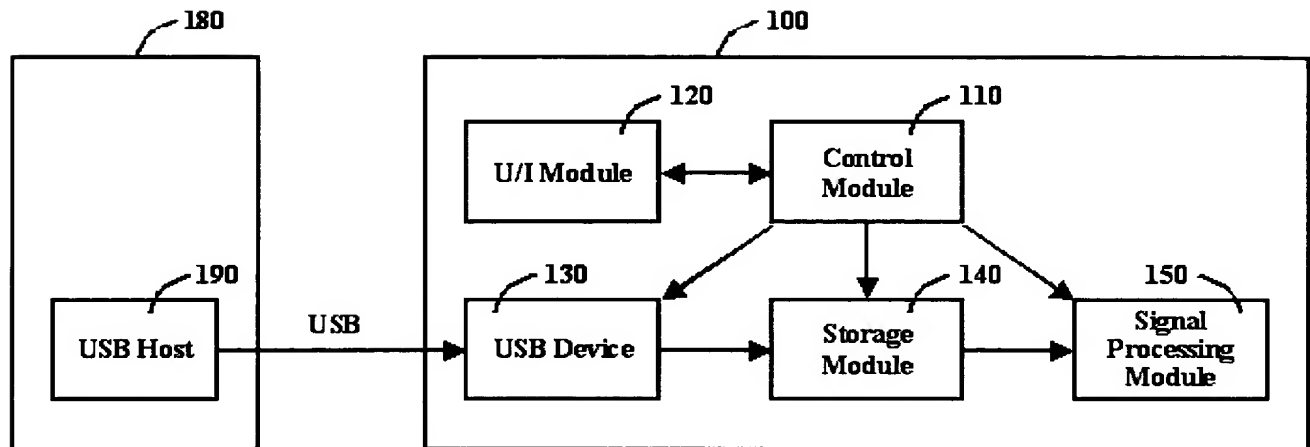 180
100
120
110
U/I Module
Control
Module
190
130
140
150
USB
USB Host
USB Device
Storage
Module
Signal
Processing
Module